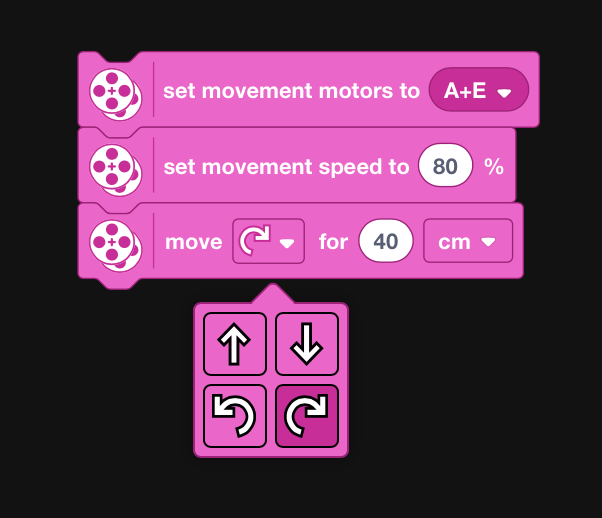 set movement motors to A+E
set movement speed to 80 %
move for 40 cm